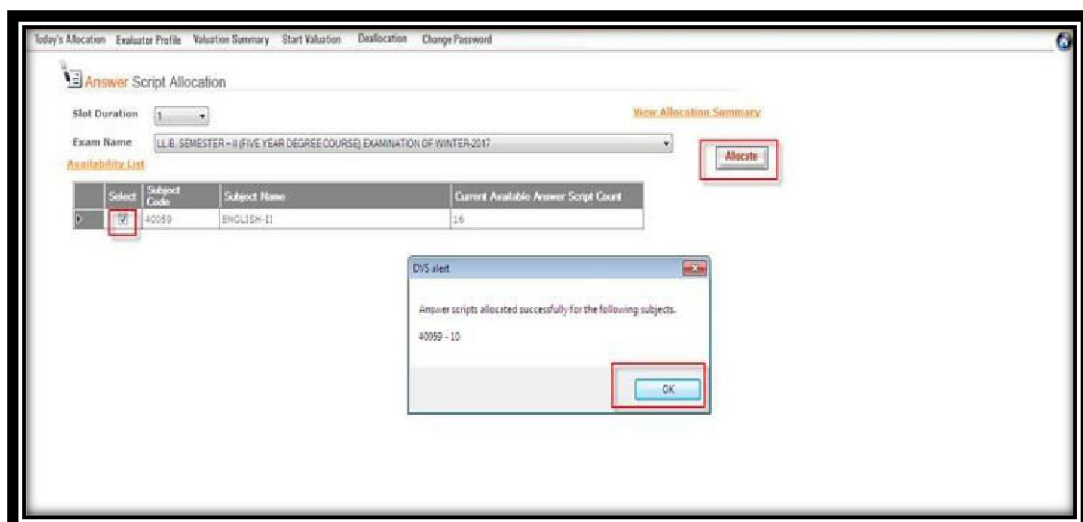 Today's Allocation Evaluator Profile Valuation Summary Start Valuation Deallocation Change Password
Answer Script Allocation
Slot Duration 1 View Allocation Summary
Exam Name LL.B. SEMESTER - II (FIVE YEAR DEGREE COURSE) EXAMINATION OF WINTER-2017 Allocate
Availability List
Select Subject Code Subject Name Current Available Answer Script Count
40059 ENGLISH-II 16
DVS alert
Answer scripts allocated successfully for the following subjects.
40059 - 10
OK